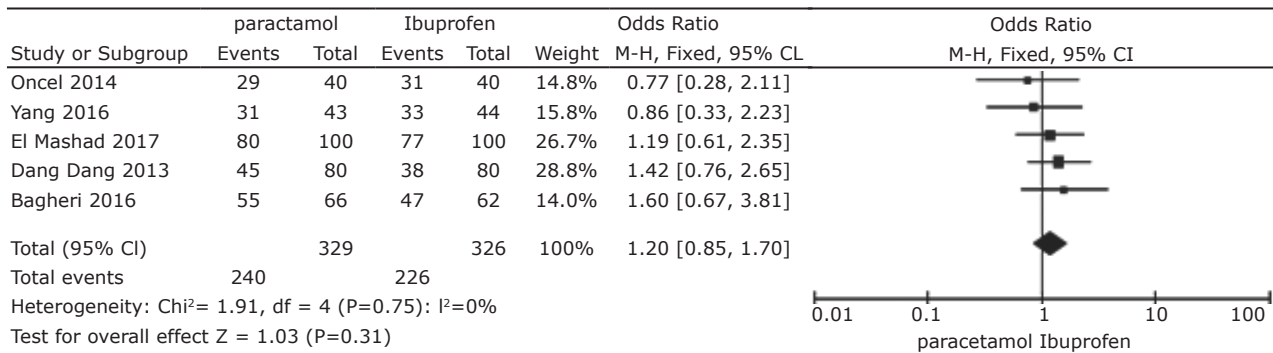 paractamol Ibuprofen Odds Ratio Odds Ratio
Study or Subgroup Events Total Events Total Weight M-H, Fixed, 95% CL M-H, Fixed, 95% CI
Oncel 2014 29 40 31 40 14.8% 0.77 [0.28, 2.11]
Yang 2016 31 43 33 44 15.8% 0.86 [0.33, 2.23]
El Mashad 2017 80 100 77 100 26.7% 1.19 [0.61, 2.35]
Dang Dang 2013 45 80 38 80 28.8% 1.42 [0.76, 2.65]
Bagheri 2016 55 66 47 62 14.0% 1.60 [0.67, 3.81]
Total (95% Cl) 329 326 100% 1.20 [0.85, 1.70]
Total events 240 226
Heterogeneity: Chi²= 1.91, df = 4 (P=0.75): l²=0%
Test for overall effect Z = 1.03 (P=0.31)
0.01 0.1 1 10 100
paracetamol Ibuprofen